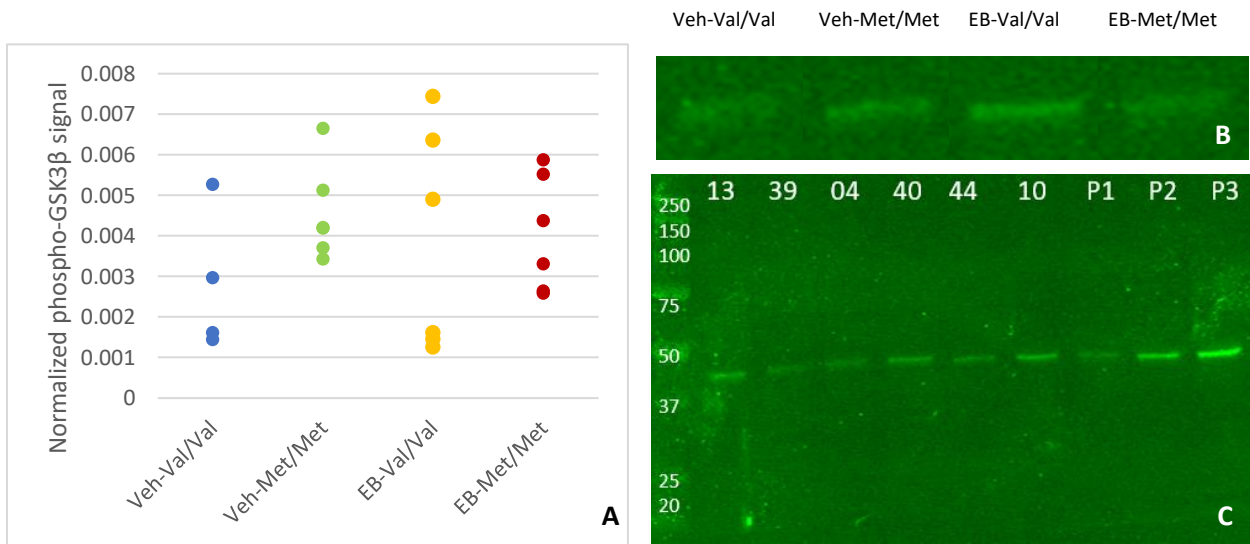 Normalized phospho-GSK3β signal
0.008
0.007
0.006
0.005
0.004
0.003
0.002
0.001
0
Veh-Val/Val
Veh-Met/Met
EB-Val/Val
EB-Met/Met
A
Veh-Val/Val Veh-Met/Met EB-Val/Val EB-Met/Met
B
13 39 04 40 44 10 P1 P2 P3
250
150
100
75
50
37
25
20
C